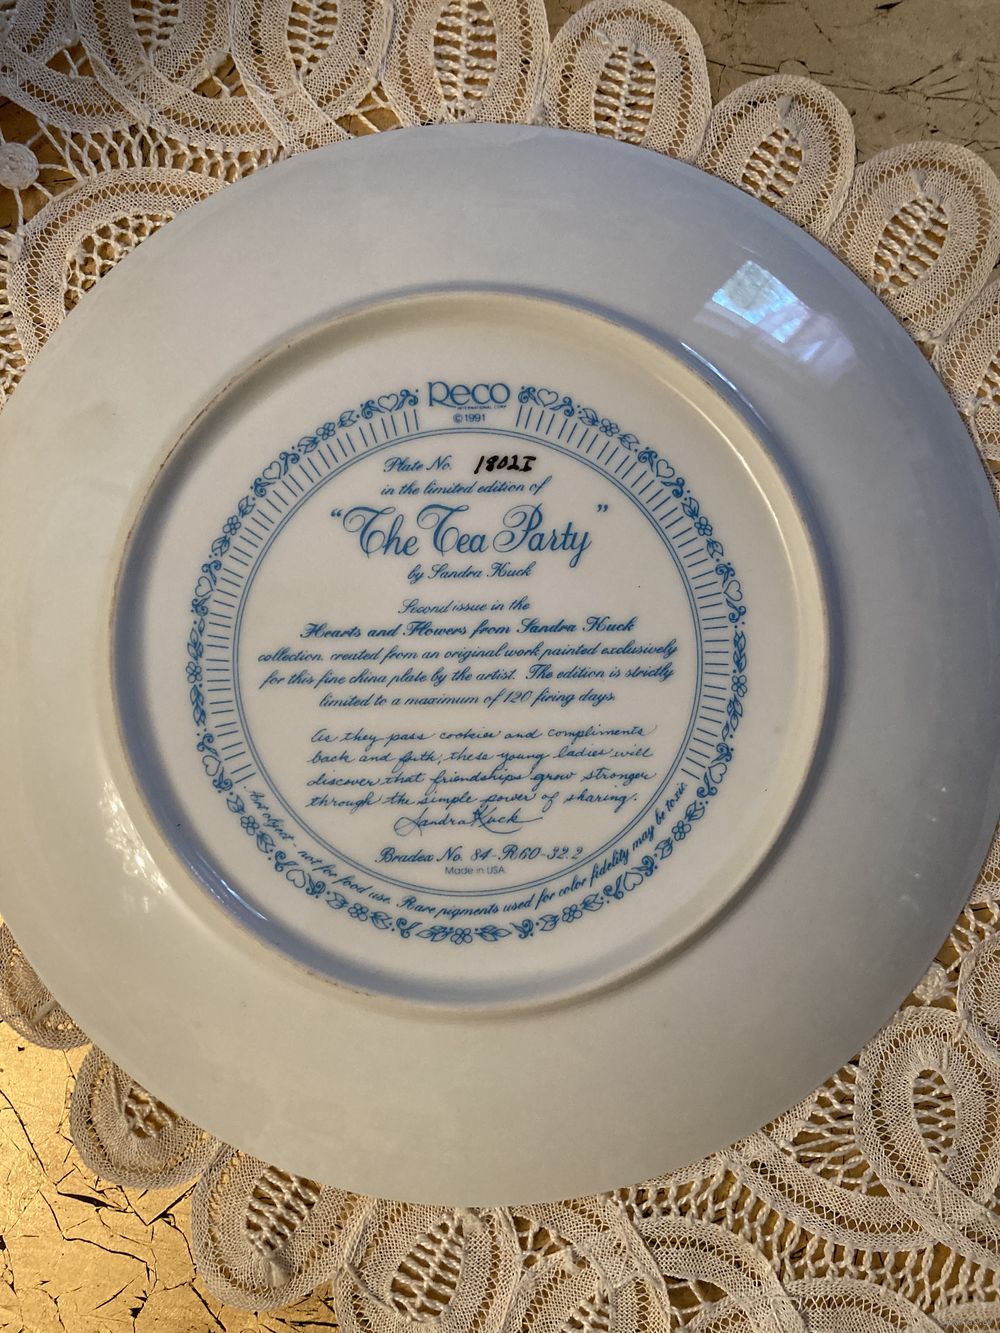 Reco
INTERNATIONAL CORP.
© 1991
Plate No. 1802I
in the limited edition of
“The Tea Party”
by Sandra Kuck
Second issue in the
Hearts and Flowers from Sandra Kuck
collection, created from an original work painted exclusively
for this fine china plate by the artist. The edition is strictly
limited to a maximum of 120 firing days.
As they pass cookies and compliments
back and forth, these young ladies will
discover that friendships grow stronger
through the simple power of sharing.
Sandra Kuck
Bradex No. 84-R60-32.2
Made in USA
Art object - not for food use. Rare pigments used for color fidelity may be toxic.